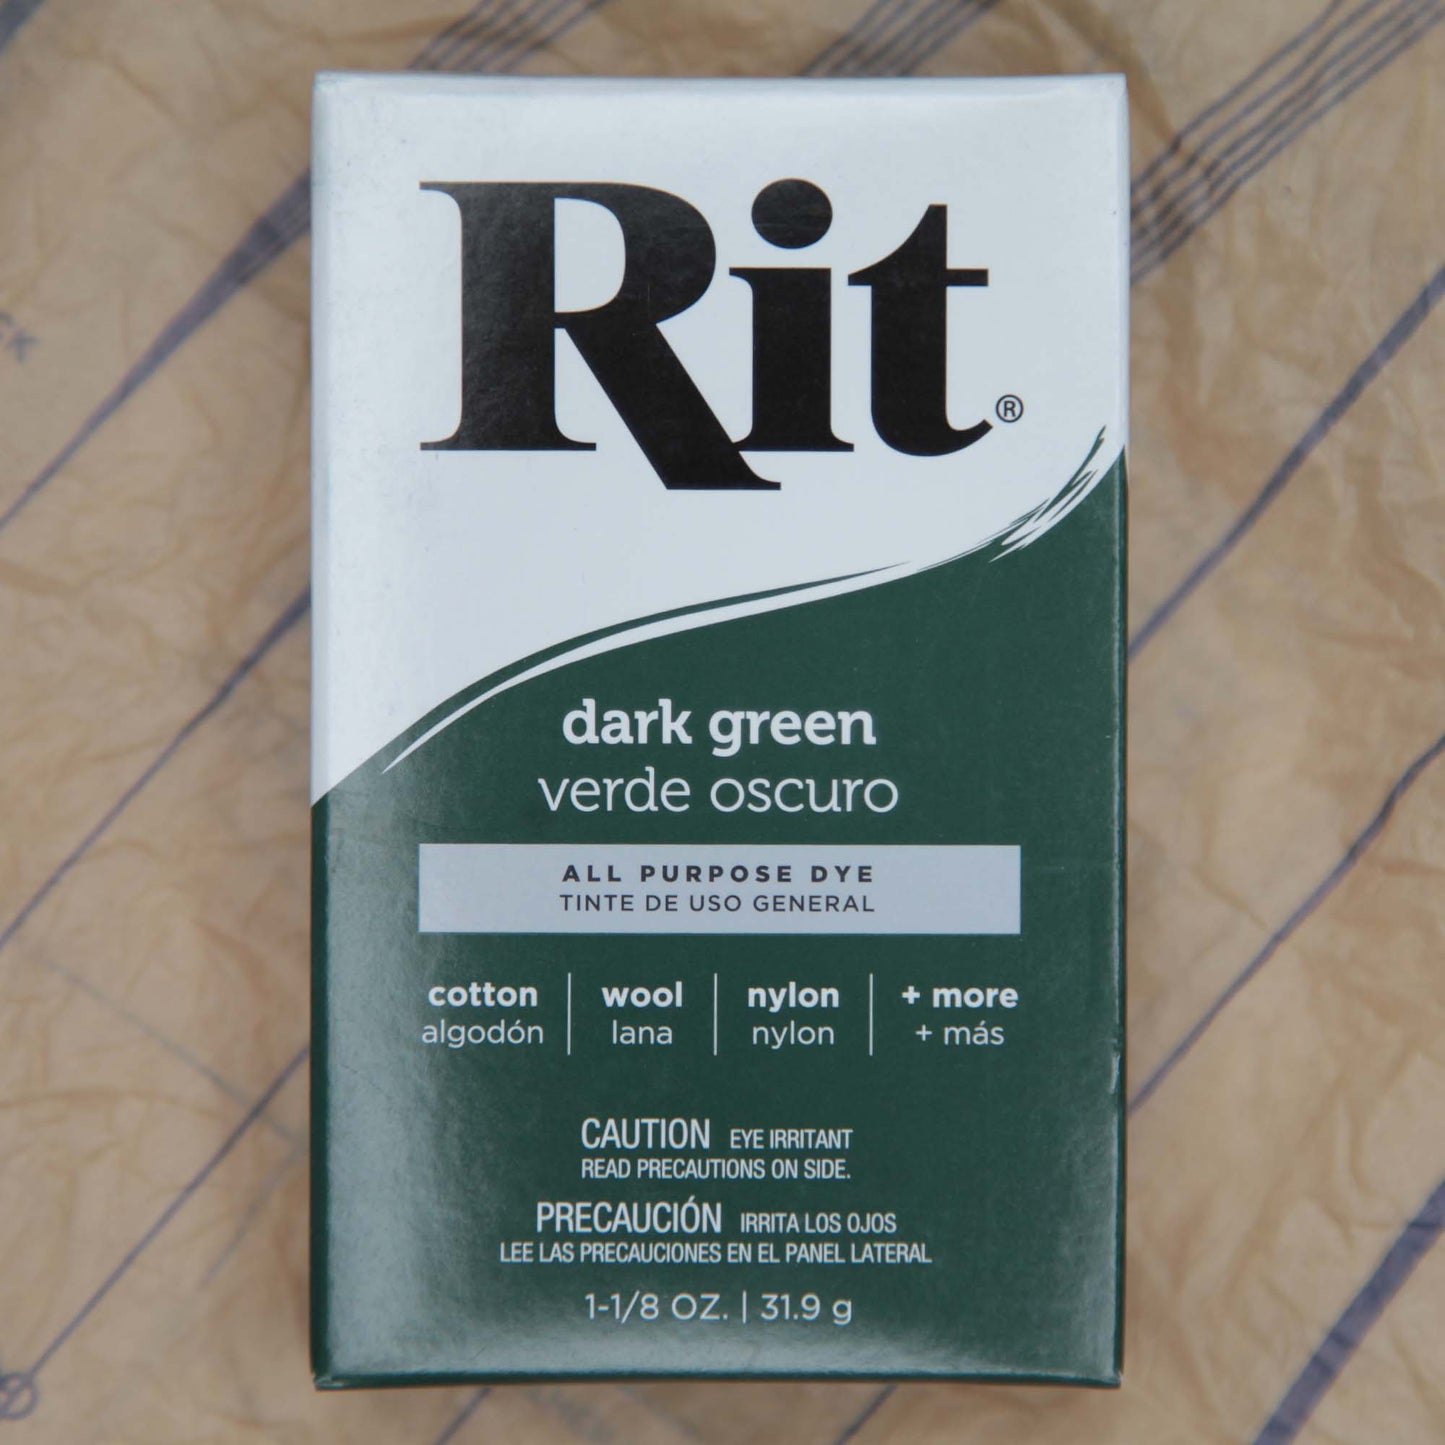 Rit®
dark green
verde oscuro
ALL PURPOSE DYE
TINTE DE USO GENERAL
cotton | wool | nylon | + more
algodón | lana | nylon | + más
CAUTION EYE IRRITANT
READ PRECAUTIONS ON SIDE.
PRECAUCIÓN IRRITA LOS OJOS
LEE LAS PRECAUCIONES EN EL PANEL LATERAL
1-1/8 OZ. | 31.9 g